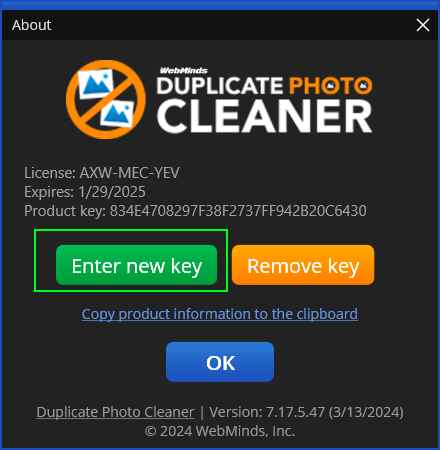 About
WebMinds
DUPLICATE PHOTO
CLEANER
License: AXW-MEC-YEV
Expires: 1/29/2025
Product key: 834E4708297F38F2737FF942B20C6430
Enter new key
Remove key
Copy product information to the clipboard
OK
Duplicate Photo Cleaner | Version: 7.17.5.47 (3/13/2024)
© 2024 WebMinds, Inc.